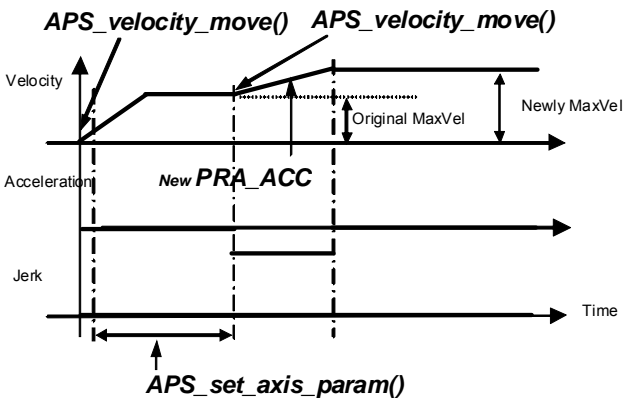 APS_velocity_move()
APS_velocity_move()
Velocity
Original MaxVel
Newly MaxVel
Acceleration
New PRA_ACC
Jerk
Time
APS_set_axis_param()